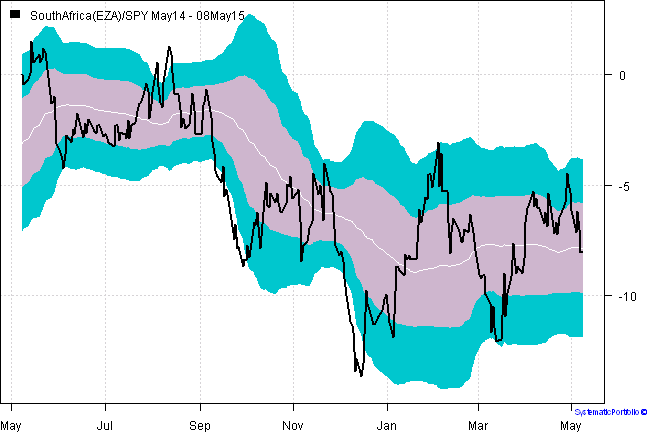 SouthAfrica(EZA)/SPY May14 - 08May15
0
-5
-10
May Jul Sep Nov Jan Mar May
SystematicPortfolio ©